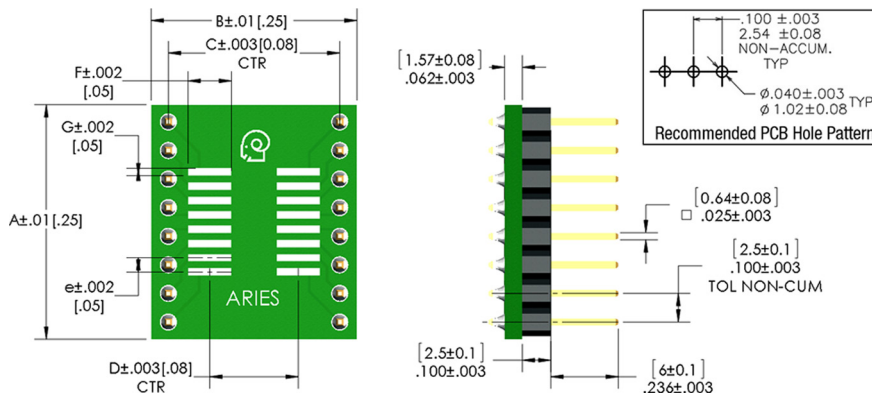 B±.01[.25]
C±.003[0.08]
CTR
F±.002
[.05]
G±.002
[.05]
A±.01[.25]
e±.002
[.05]
ARIES
D±.003[.08]
CTR
[1.57±0.08]
.062±.003
[0.64±0.08]
□ .025±.003
[2.5±0.1]
.100±.003
TOL NON-CUM
[2.5±0.1]
.100±.003
[6±0.1]
.236±.003
.100 ±.003
2.54 ±0.08
NON-ACCUM.
TYP
Ø.040±.003
Ø1.02±0.08 TYP
Recommended PCB Hole Pattern